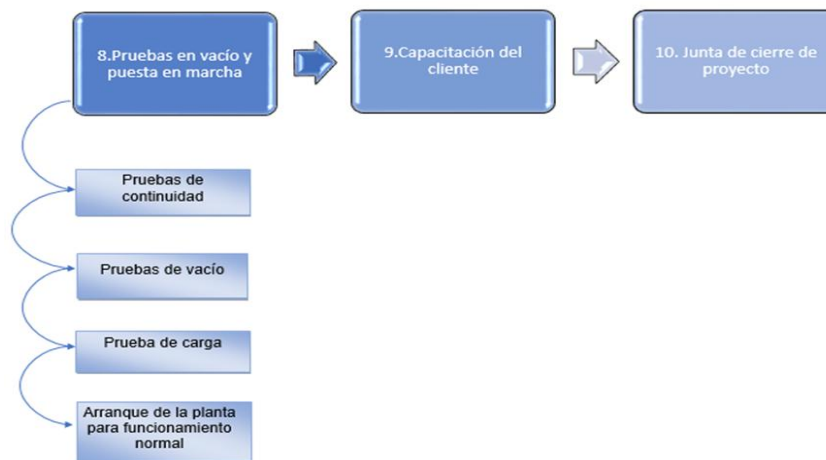 8.Pruebas en vacío y
puesta en marcha
9.Capacitación del
cliente
10. Junta de cierre de
proyecto
Pruebas de
continuidad
Pruebas de vacío
Prueba de carga
Arranque de la planta
para funcionamiento
normal